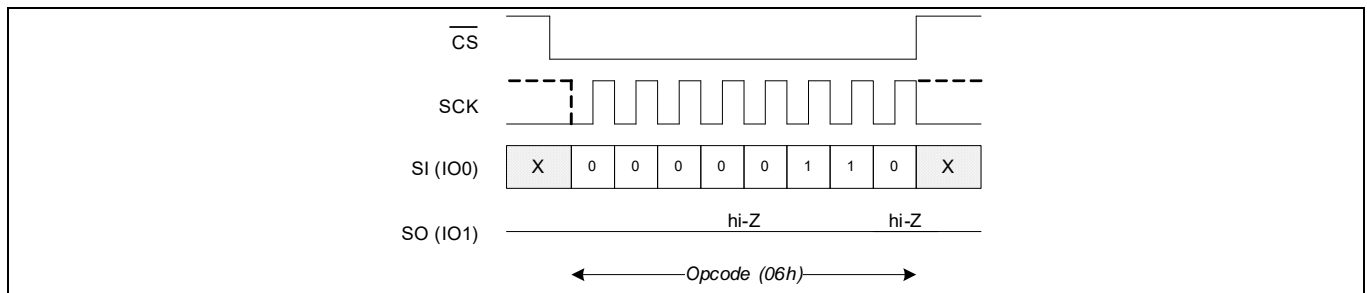 CS
SCK
SI (IO0) X 0 0 0 0 0 1 1 0 X
hi-Z hi-Z
SO (IO1)
Opcode (06h)